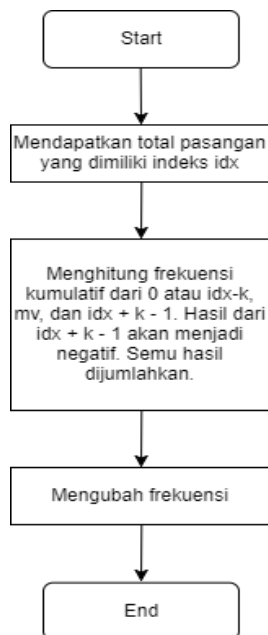 Start
Mendapatkan total pasangan
yang dimiliki indeks idx
Menghitung frekuensi
kumulatif dari 0 atau idx-k,
mv, dan idx + k - 1. Hasil dari
idx + k - 1 akan menjadi
negatif. Semu hasil
dijumlahkan.
Mengubah frekuensi
End